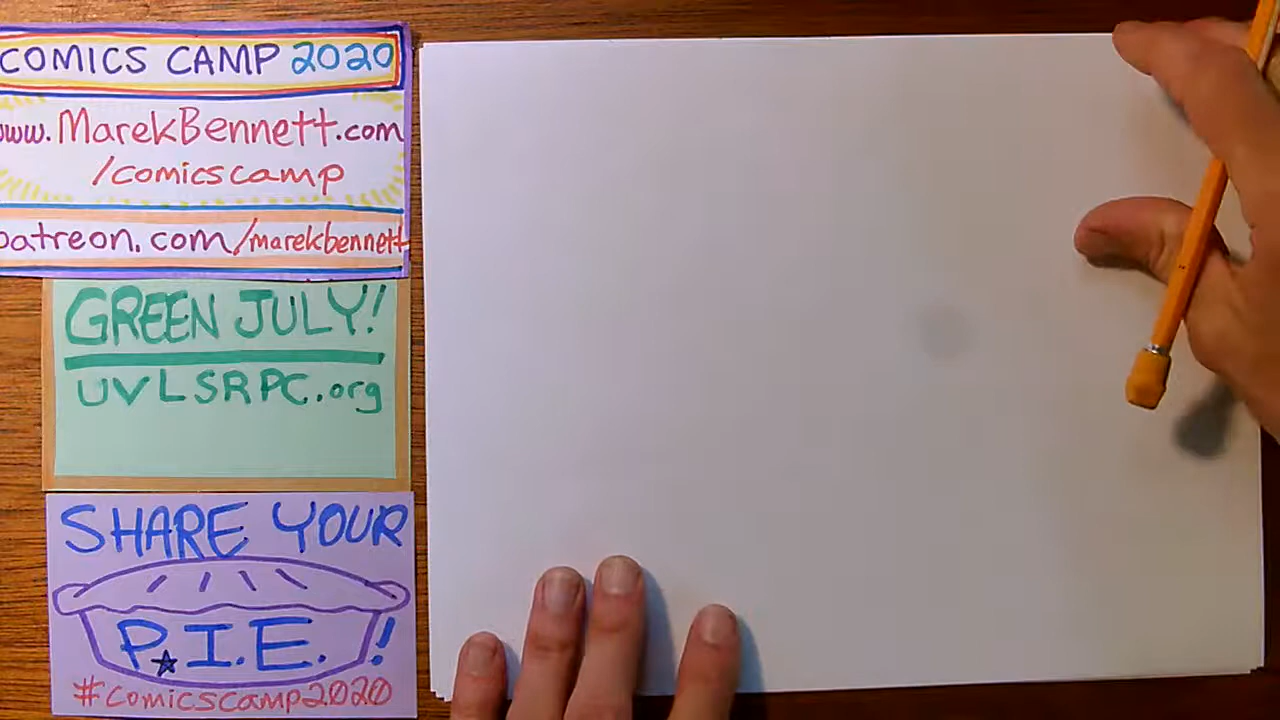 COMICS CAMP 2020
www.MarekBennett.com
/comicscamp
patreon.com/marekbennett
GREEN JULY!
UVLSRPC.org
SHARE YOUR
P.I.E.!
#comicscamp2020